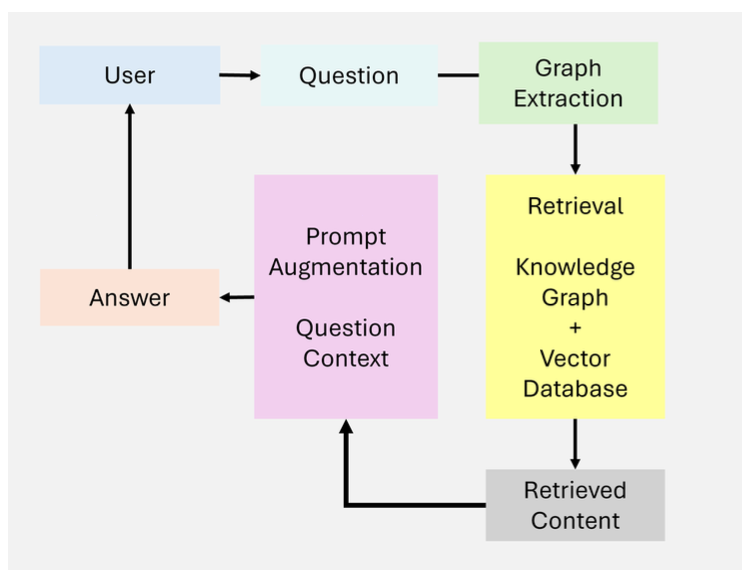 User
Question
Graph
Extraction
Prompt
Augmentation
Question
Context
Retrieval
Knowledge
Graph
+
Vector
Database
Answer
Retrieved
Content